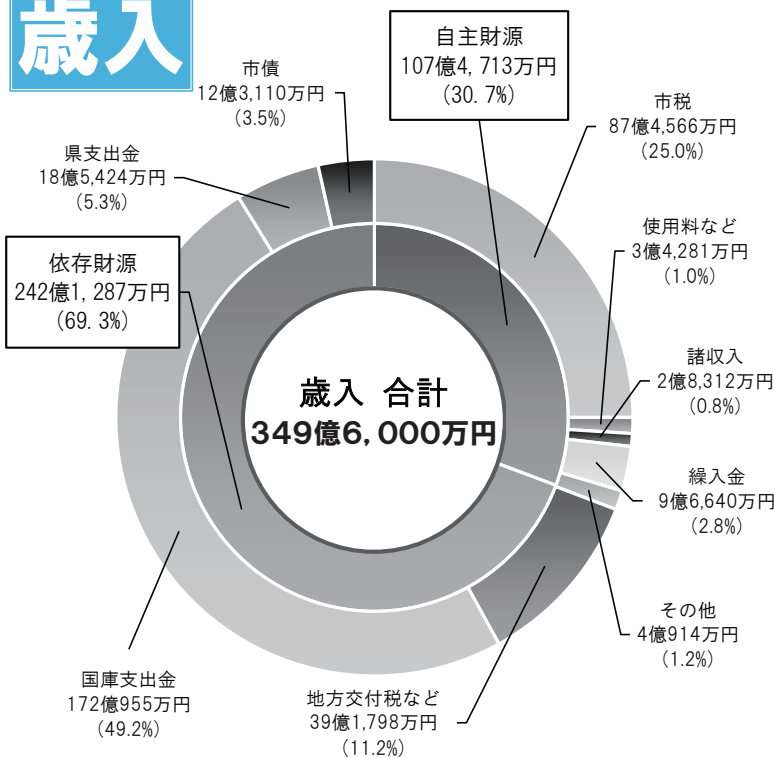 歳入
自主財源
107億4,713万円
(30.7%)
市債
12億3,110万円
(3.5%)
市税
87億4,566万円
(25.0%)
県支出金
18億5,424万円
(5.3%)
使用料など
3億4,281万円
(1.0%)
依存財源
242億1,287万円
(69.3%)
諸収入
2億8,312万円
(0.8%)
歳入 合計
349億6,000万円
繰入金
9億6,640万円
(2.8%)
その他
4億914万円
(1.2%)
国庫支出金
172億955万円
(49.2%)
地方交付税など
39億1,798万円
(11.2%)